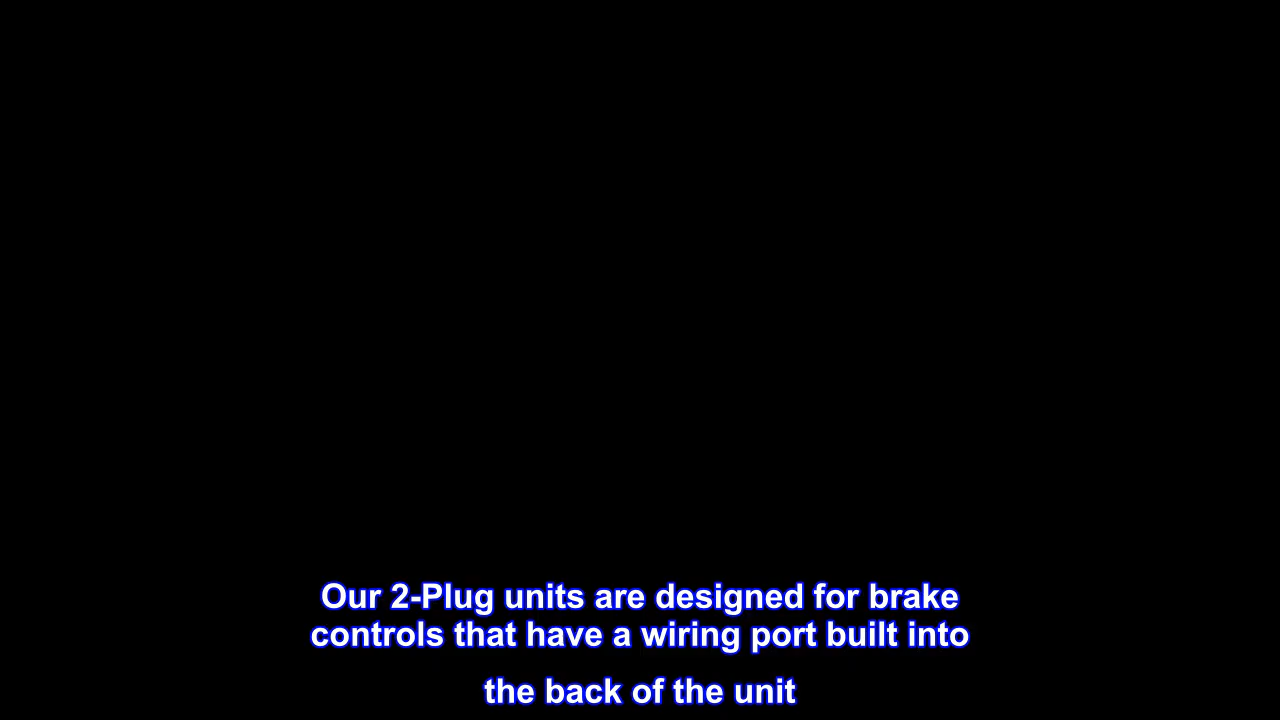 Our 2-Plug units are designed for brake
controls that have a wiring port built into
the back of the unit